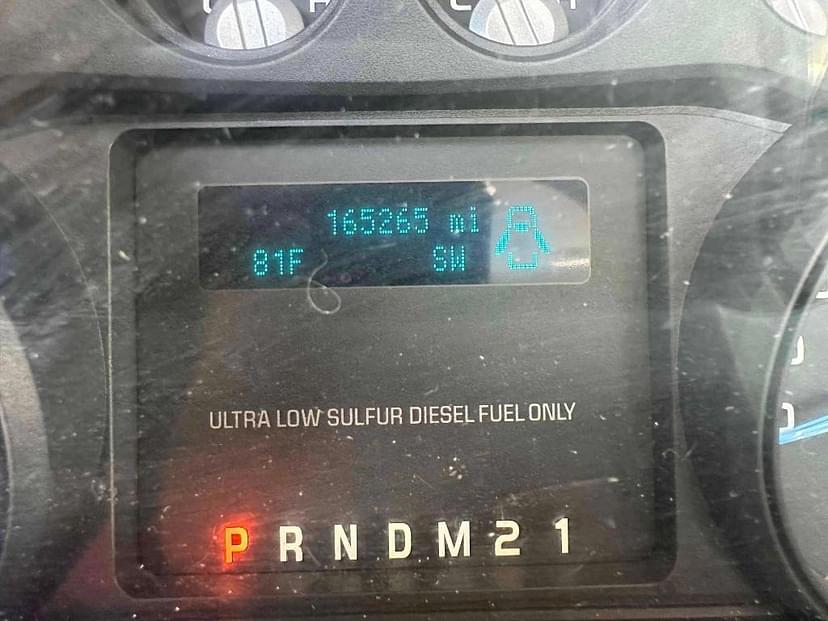 165265 mi
81F SW
ULTRA LOW SULFUR DIESEL FUEL ONLY
P R N D M 2 1